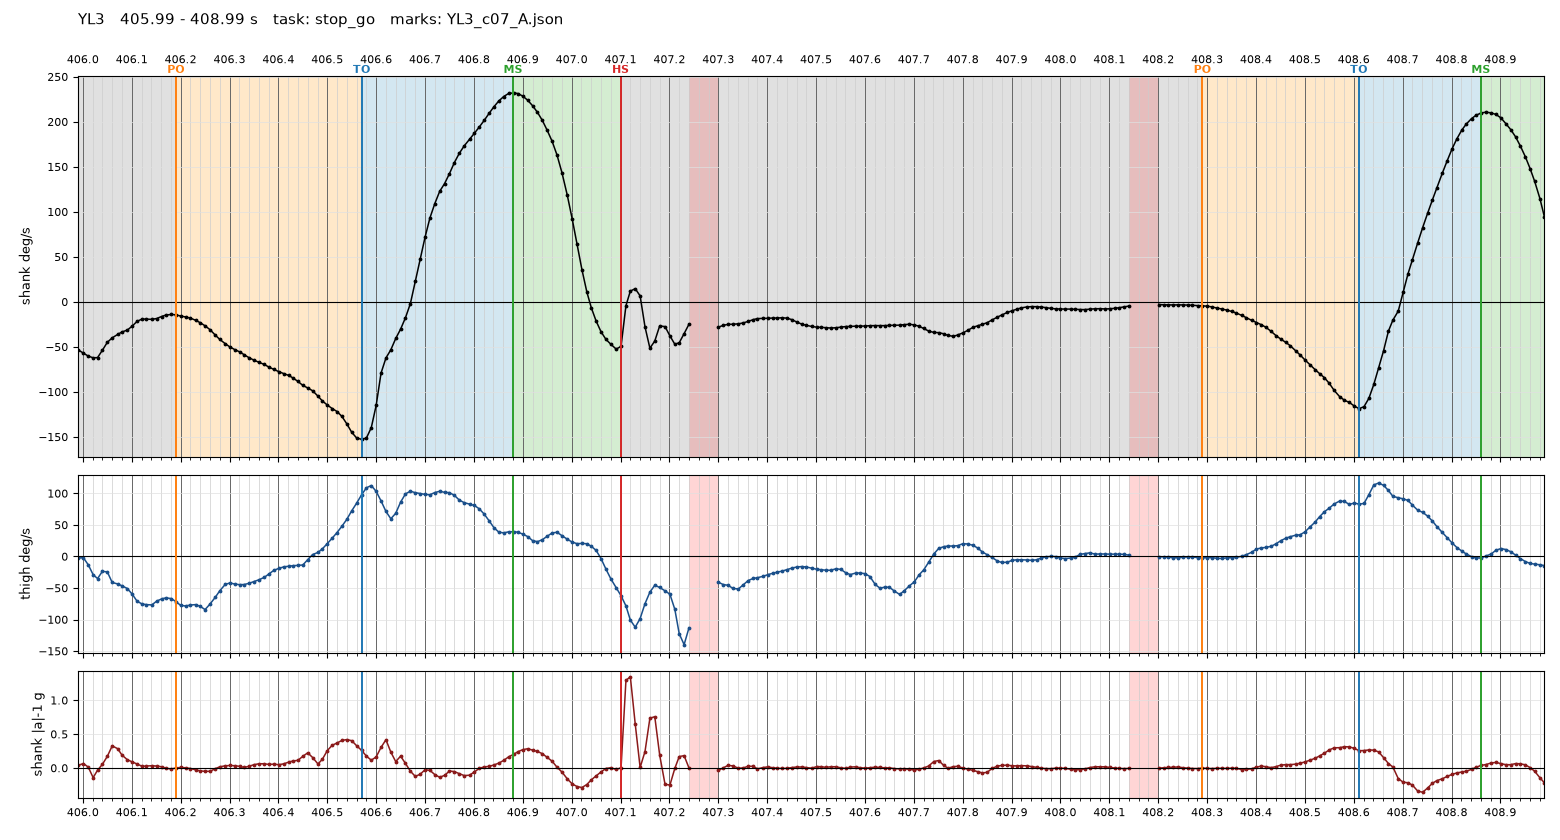 YL3   405.99 - 408.99 s   task: stop_go   marks: YL3_c07_A.json
406.0 406.1 406.2 406.3 406.4 406.5 406.6 406.7 406.8 406.9 407.0 407.1 407.2 407.3 407.4 407.5 407.6 407.7 407.8 407.9 408.0 408.1 408.2 408.3 408.4 408.5 408.6 408.7 408.8 408.9
PO TO MS HS PO TO MS
250
200
150
100
50
0
−50
−100
−150
shank deg/s
100
50
0
−50
−100
−150
thigh deg/s
1.0
0.5
0.0
shank |a|-1 g
406.0 406.1 406.2 406.3 406.4 406.5 406.6 406.7 406.8 406.9 407.0 407.1 407.2 407.3 407.4 407.5 407.6 407.7 407.8 407.9 408.0 408.1 408.2 408.3 408.4 408.5 408.6 408.7 408.8 408.9